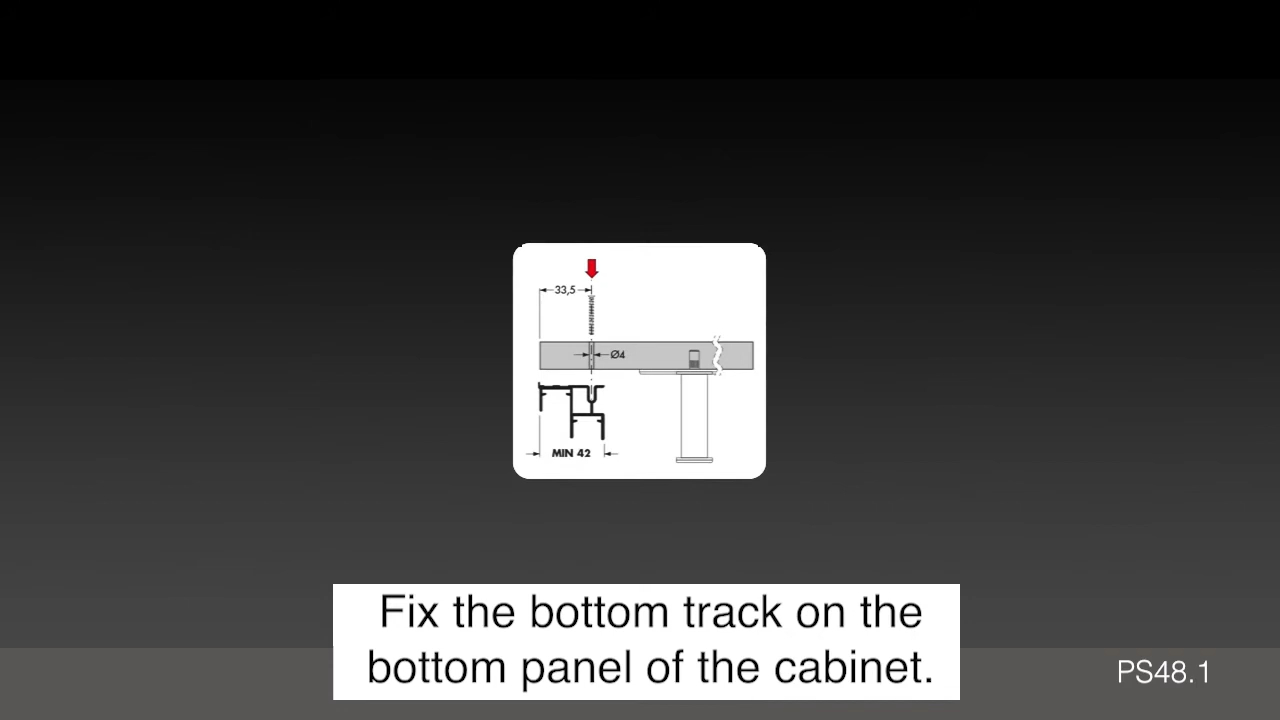 33,5
Ø4
MIN 42
Fix the bottom track on the
bottom panel of the cabinet.
PS48.1